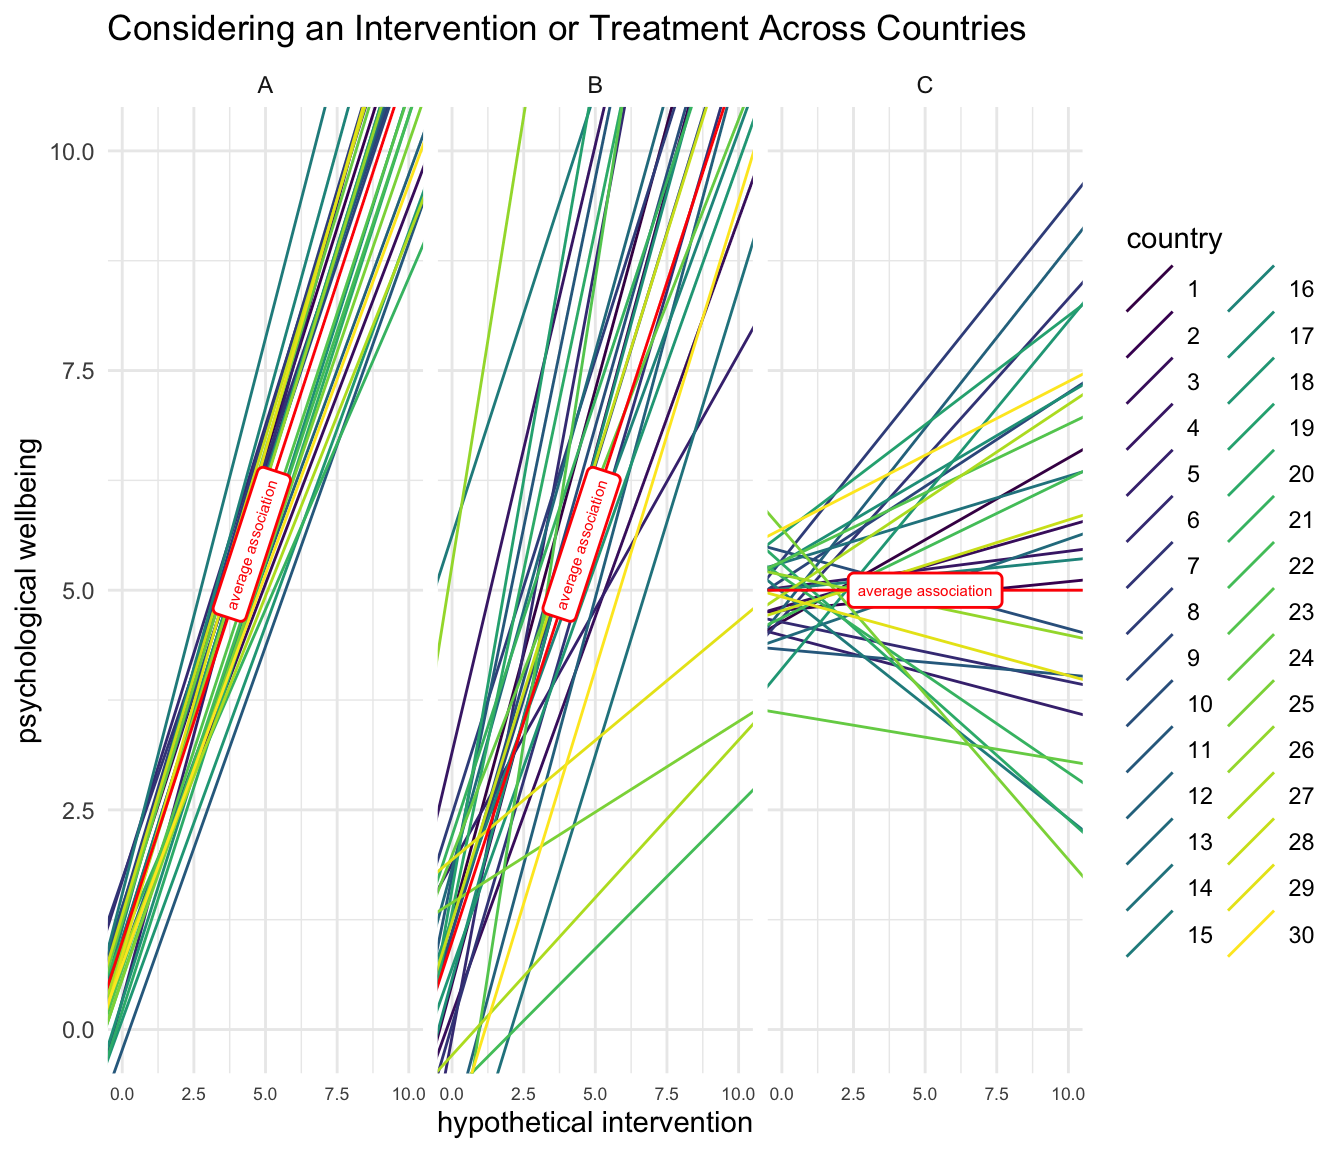 Considering an Intervention or Treatment Across Countries
A
B
C
psychological wellbeing
10.0
7.5
5.0
2.5
0.0
average association
average association
average association
0.0 2.5 5.0 7.5 10.0
0.0 2.5 5.0 7.5 10.0
0.0 2.5 5.0 7.5 10.0
hypothetical intervention
country
1
2
3
4
5
6
7
8
9
10
11
12
13
14
15
16
17
18
19
20
21
22
23
24
25
26
27
28
29
30